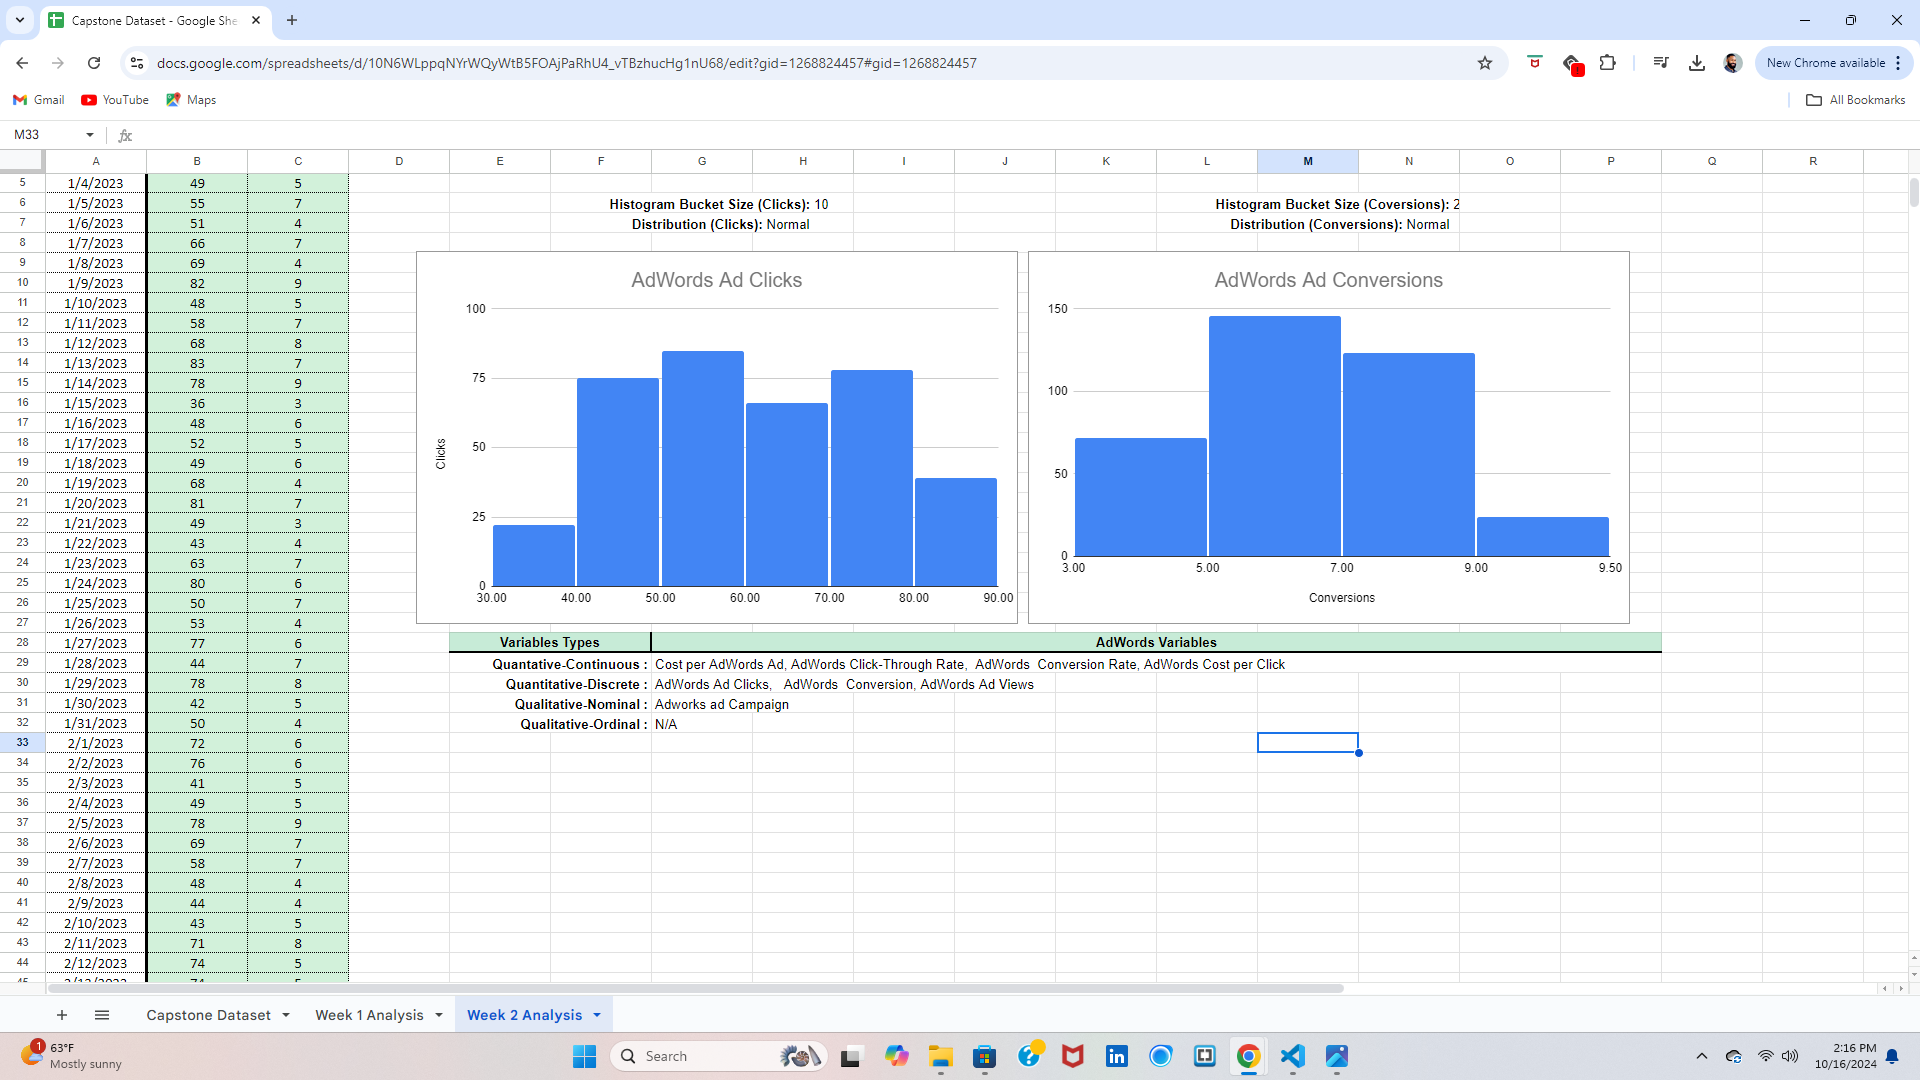 Capstone Dataset - Google She
docs.google.com/spreadsheets/d/10N6WLppqNYrWQyWtB5FOAjPaRhU4_vTBzhucHg1nU68/edit?gid=1268824457#gid=1268824457
New Chrome available
Gmail YouTube Maps All Bookmarks
M33 fx
A B C D E F G H I J K L M N O P Q R
5 1/4/2023 49 5
6 1/5/2023 55 7 Histogram Bucket Size (Clicks): 10 Histogram Bucket Size (Coversions): 2
7 1/6/2023 51 4 Distribution (Clicks): Normal Distribution (Conversions): Normal
8 1/7/2023 66 7
9 1/8/2023 69 4
10 1/9/2023 82 9
11 1/10/2023 48 5
12 1/11/2023 58 7
13 1/12/2023 68 8
14 1/13/2023 83 7
15 1/14/2023 78 9
16 1/15/2023 36 3
17 1/16/2023 48 6
18 1/17/2023 52 5
19 1/18/2023 49 6
20 1/19/2023 68 4
21 1/20/2023 81 7
22 1/21/2023 49 3
23 1/22/2023 43 4
24 1/23/2023 63 7
25 1/24/2023 80 6
26 1/25/2023 50 7
27 1/26/2023 53 4
AdWords Ad Clicks
100
75
50
25
0
Clicks
30.00 40.00 50.00 60.00 70.00 80.00 90.00
AdWords Ad Conversions
150
100
50
0
3.00 5.00 7.00 9.00 9.50
Conversions
28 1/27/2023 77 6 Variables Types AdWords Variables
29 1/28/2023 44 7 Quantative-Continuous : Cost per AdWords Ad, AdWords Click-Through Rate, AdWords Conversion Rate, AdWords Cost per Click
30 1/29/2023 78 8 Quantitative-Discrete : AdWords Ad Clicks, AdWords Conversion, AdWords Ad Views
31 1/30/2023 42 5 Qualitative-Nominal : Adworks ad Campaign
32 1/31/2023 50 4 Qualitative-Ordinal : N/A
33 2/1/2023 72 6
34 2/2/2023 76 6
35 2/3/2023 41 5
36 2/4/2023 49 5
37 2/5/2023 78 9
38 2/6/2023 69 7
39 2/7/2023 58 7
40 2/8/2023 48 4
41 2/9/2023 44 4
42 2/10/2023 43 5
43 2/11/2023 71 8
44 2/12/2023 74 5
Capstone Dataset Week 1 Analysis Week 2 Analysis
1 63°F
Mostly sunny
Search
2:16 PM
10/16/2024